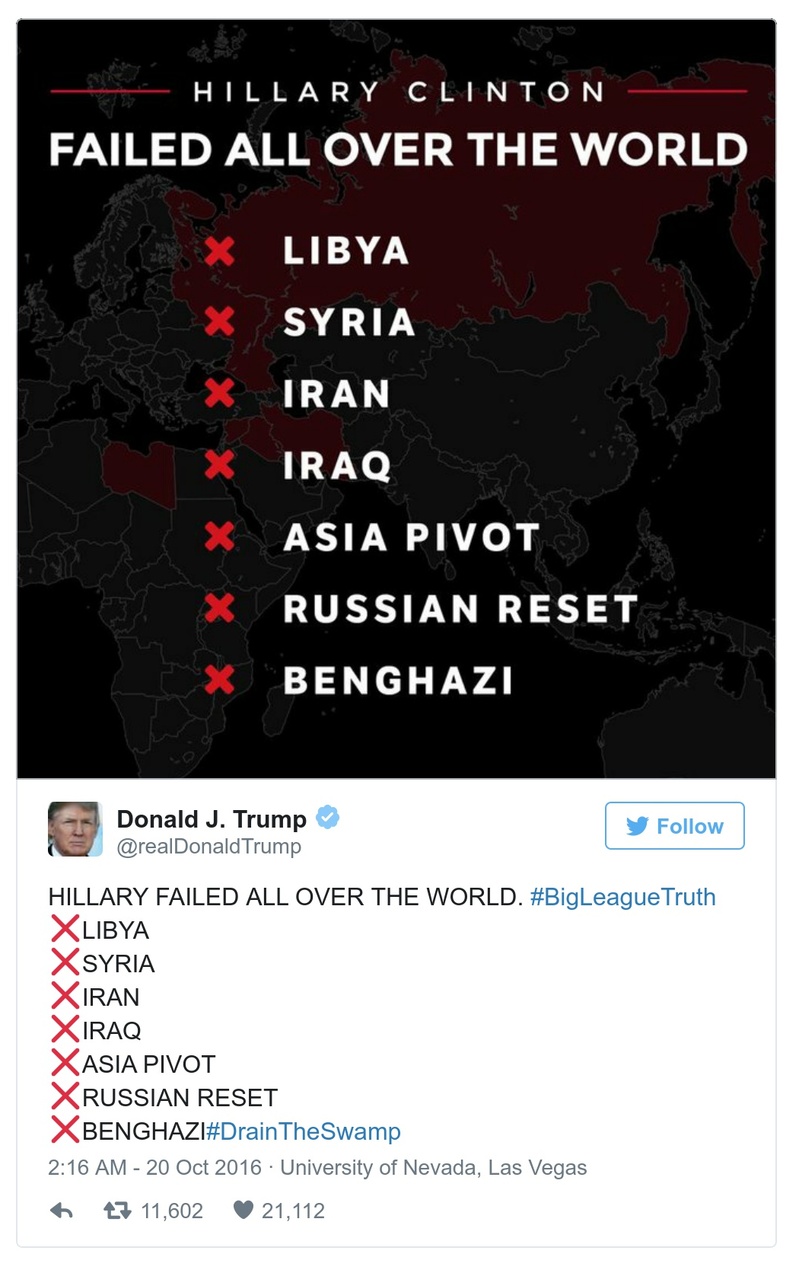 HILLARY CLINTON
FAILED ALL OVER THE WORLD
✖ LIBYA
✖ SYRIA
✖ IRAN
✖ IRAQ
✖ ASIA PIVOT
✖ RUSSIAN RESET
✖ BENGHAZI
Donald J. Trump
@realDonaldTrump
Follow
HILLARY FAILED ALL OVER THE WORLD. #BigLeagueTruth
❌LIBYA
❌SYRIA
❌IRAN
❌IRAQ
❌ASIA PIVOT
❌RUSSIAN RESET
❌BENGHAZI#DrainTheSwamp
2:16 AM - 20 Oct 2016 · University of Nevada, Las Vegas
11,602 21,112